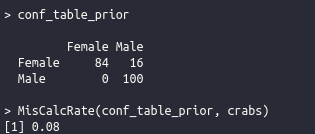 > conf_table_prior
Female Male
Female 84 16
Male 0 100
> MisCalcRate(conf_table_prior, crabs)
[1] 0.08